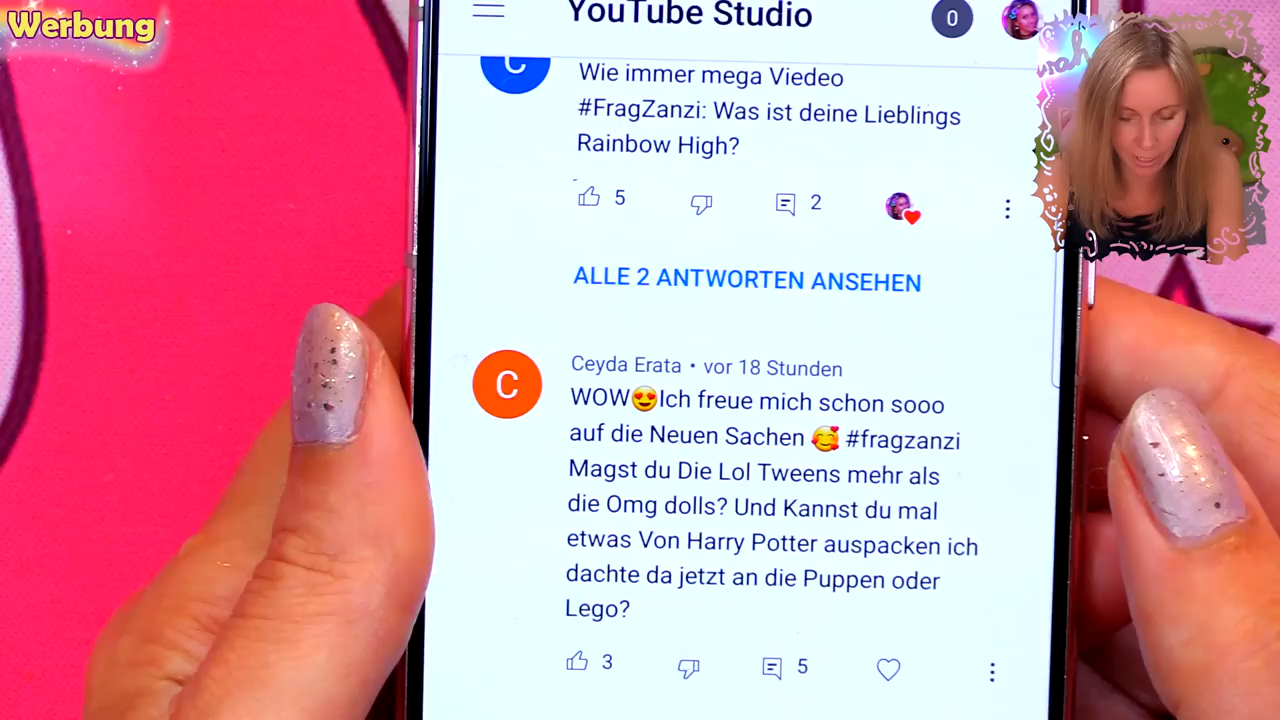 Werbung
YouTube Studio
0
C
Wie immer mega Viedeo
#FragZanzi: Was ist deine Lieblings
Rainbow High?
5
2
ALLE 2 ANTWORTEN ANSEHEN
C
Ceyda Erata • vor 18 Stunden
WOW😍Ich freue mich schon sooo
auf die Neuen Sachen 🥰 #fragzanzi
Magst du Die Lol Tweens mehr als
die Omg dolls? Und Kannst du mal
etwas Von Harry Potter auspacken ich
dachte da jetzt an die Puppen oder
Lego?
3
5